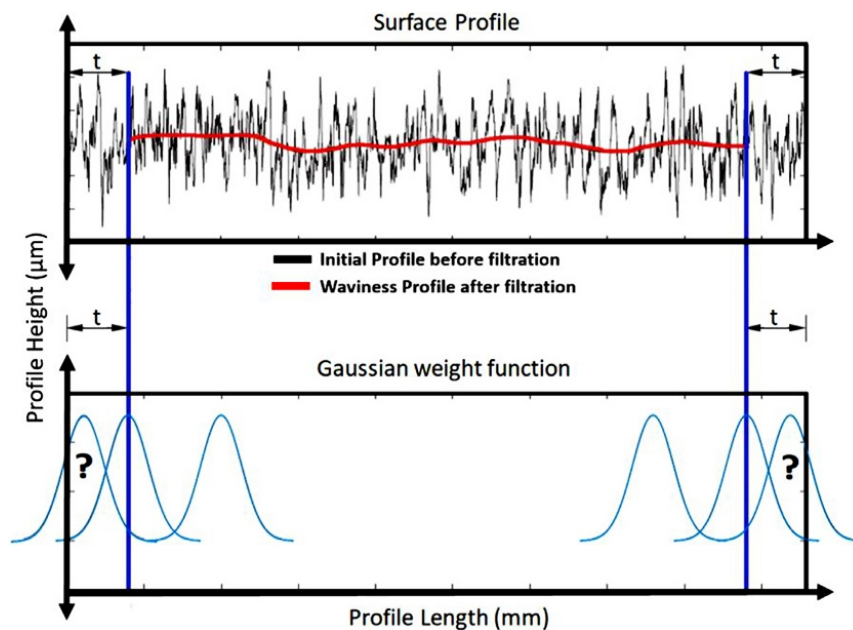 Surface Profile
t
t
Initial Profile before filtration
Waviness Profile after filtration
Profile Height (µm)
t
t
Gaussian weight function
?
?
Profile Length (mm)